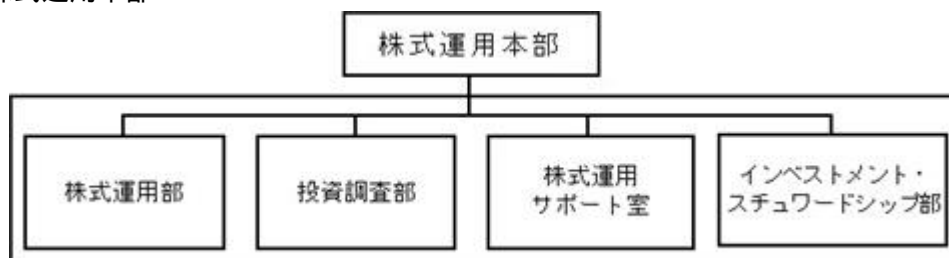 株式運用本部
株式運用部
投資調査部
株式運用
サポート室
インベストメント・
スチュワードシップ部